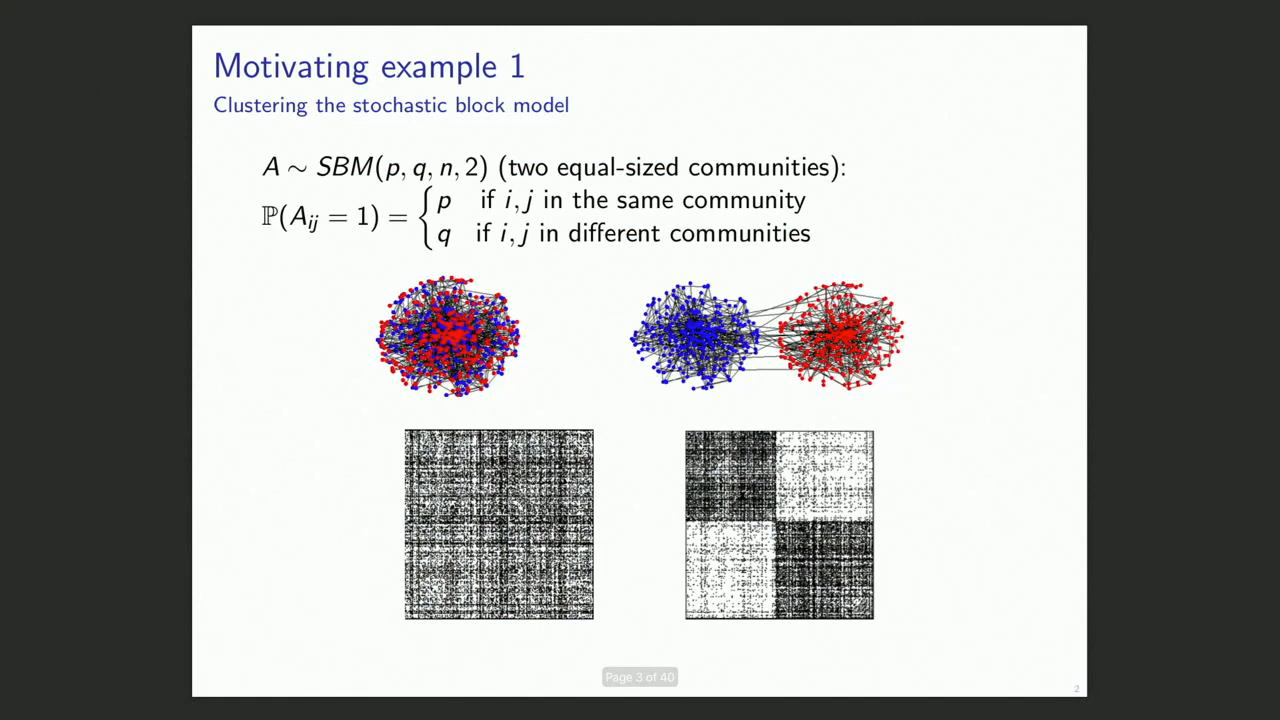 Motivating example 1
Clustering the stochastic block model
A ∼ SBM(p, q, n, 2) (two equal-sized communities):
ℙ(A_ij = 1) = { p if i, j in the same community
q if i, j in different communities
Page 3 of 40
2